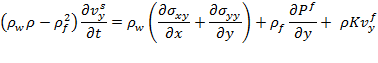 (ρ_w ρ − ρ_f^2) ∂v_y^s/∂t = ρ_w (∂σ_xy/∂x + ∂σ_yy/∂y) + ρ_f ∂P^f/∂y + ρKv_y^f